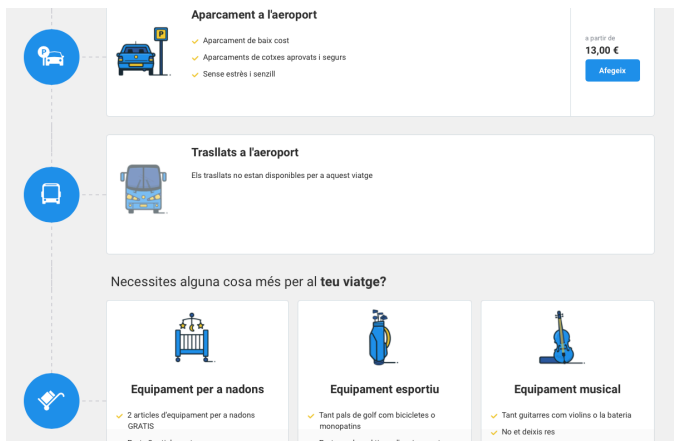 Aparcament a l'aeroport
P
P
Aparcament de baix cost
Aparcaments de cotxes aprovats i segurs
Sense estrès i senzill
a partir de
13,00 €
Afegeix
Trasllats a l'aeroport
Els trasllats no estan disponibles per a aquest viatge
Necessites alguna cosa més per al teu viatge?
Equipament per a nadons
2 articles d'equipament per a nadons
GRATIS
Equipament esportiu
Tant pals de golf com bicicletes o
monopatins
Equipament musical
Tant guitarres com violins o la bateria
No et deixis res